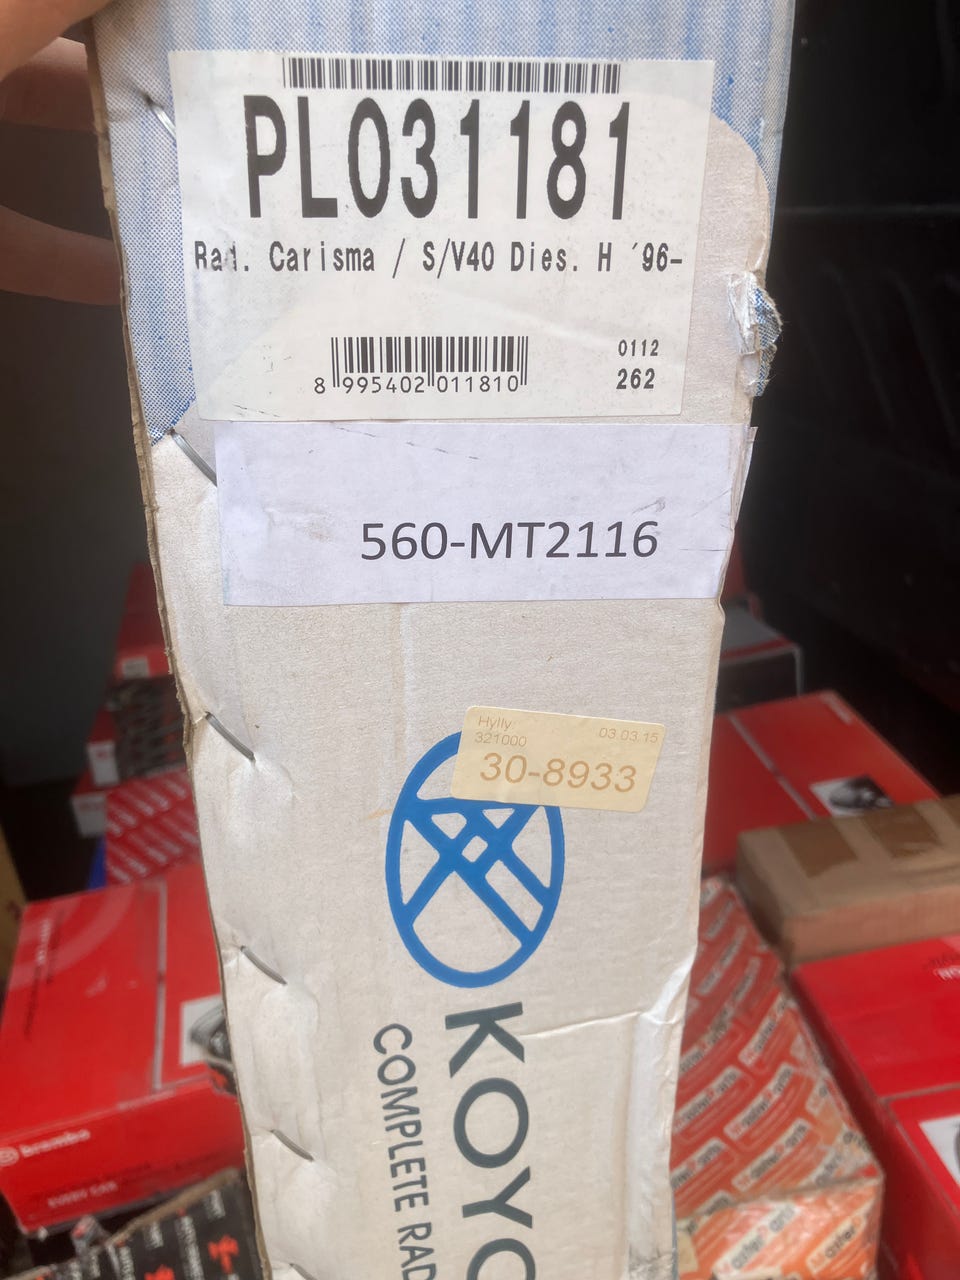 PL031181
Rad. Carisma / S/V40 Dies. H ´96-
8 995402 011810
0112
262
560-MT2116
Hylly
321000
03.03.15
30-8933
KOYO
COMPLETE RAD
brembo